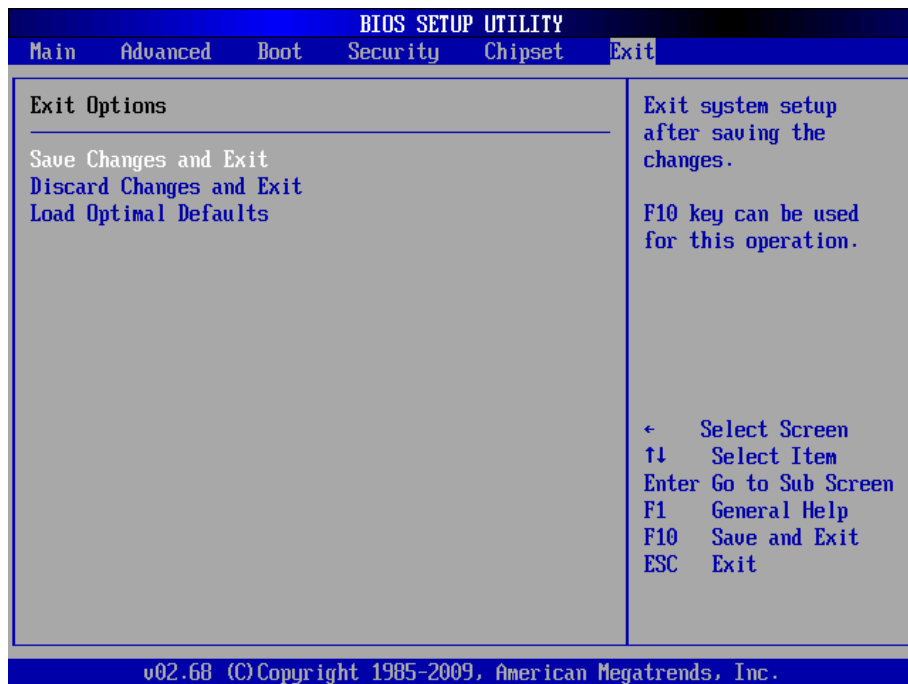 BIOS SETUP UTILITY
Main Advanced Boot Security Chipset Exit
Exit Options
Save Changes and Exit
Discard Changes and Exit
Load Optimal Defaults
Exit system setup
after saving the
changes.
F10 key can be used
for this operation.
← Select Screen
↑↓ Select Item
Enter Go to Sub Screen
F1 General Help
F10 Save and Exit
ESC Exit
v02.68 (C)Copyright 1985-2009, American Megatrends, Inc.